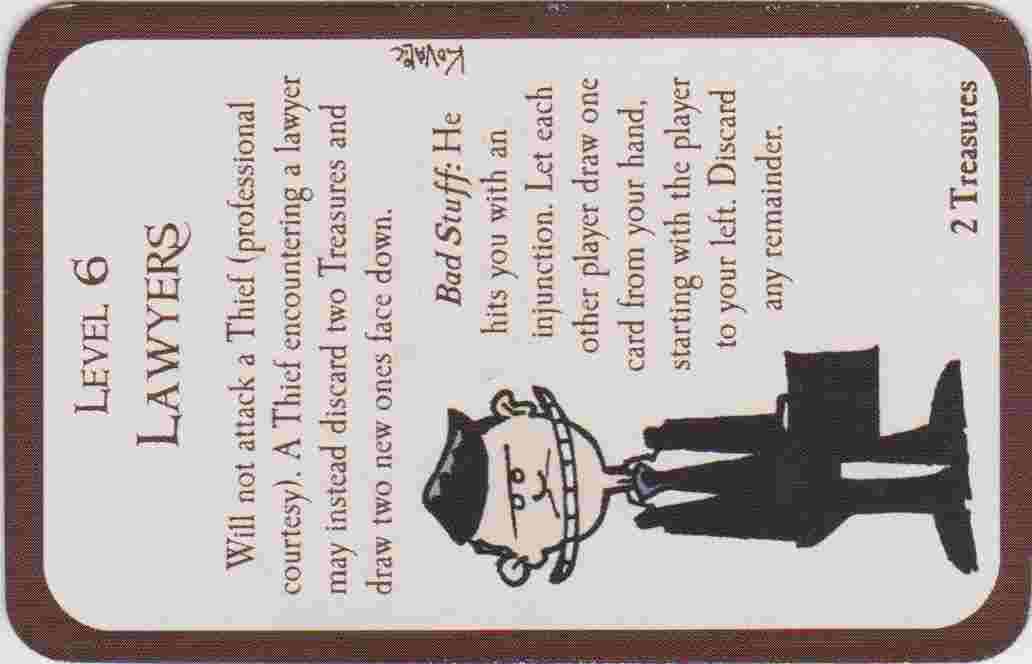 LEVEL 6
LAWYERS
Will not attack a Thief (professional
courtesy). A Thief encountering a lawyer
may instead discard two Treasures and
draw two new ones face down.
Bad Stuff: He
hits you with an
injunction. Let each
other player draw one
card from your hand,
starting with the player
to your left. Discard
any remainder.
2 Treasures
KOVALIC